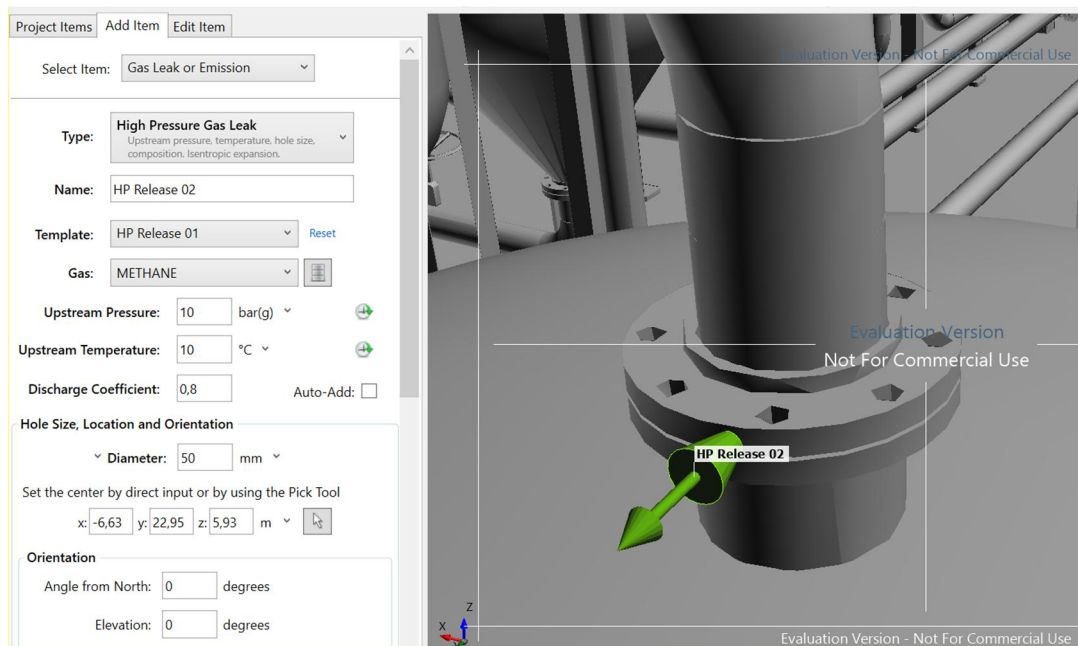 Project Items Add Item Edit Item
Select Item: Gas Leak or Emission
Type: High Pressure Gas Leak
Upstream pressure, temperature, hole size,
composition. Isentropic expansion.
Name: HP Release 02
Template: HP Release 01 Reset
Gas: METHANE
Upstream Pressure: 10 bar(g)
Upstream Temperature: 10 °C
Discharge Coefficient: 0,8 Auto-Add:
Hole Size, Location and Orientation
Diameter: 50 mm
Set the center by direct input or by using the Pick Tool
x: -6,63 y: 22,95 z: 5,93 m
Orientation
Angle from North: 0 degrees
Elevation: 0 degrees
Evaluation Version - Not For Commercial Use
Evaluation Version
Not For Commercial Use
HP Release 02
Z
X
Evaluation Version - Not For Commercial Use